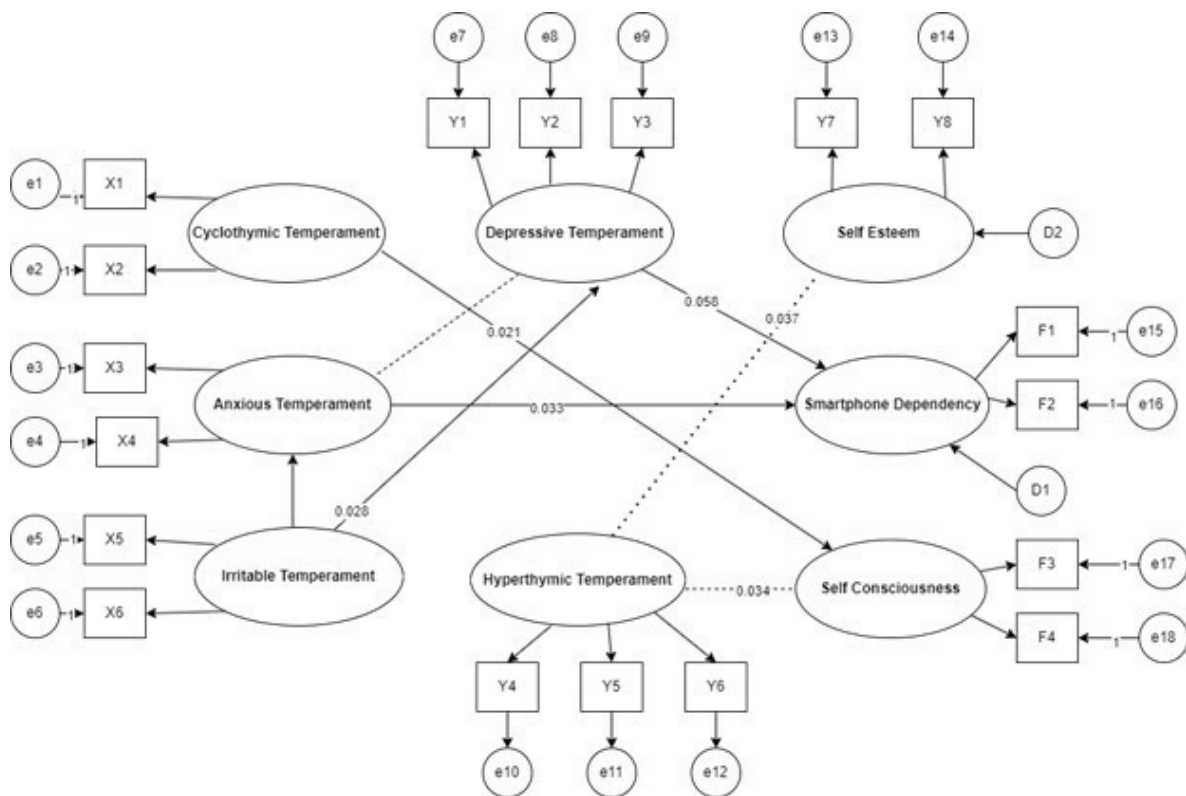 e7
e8
e9
e13
e14
Y1
Y2
Y3
Y7
Y8
e1
1
X1
Cyclothymic Temperament
Depressive Temperament
Self Esteem
D2
e2
1
X2
0.058
0.037
0.021
F1
1
e15
e3
1
X3
Anxious Temperament
0.033
Smartphone Dependency
F2
1
e16
e4
1
X4
D1
0.028
e5
1
X5
Irritable Temperament
Hyperthymic Temperament
0.034
Self Consciousness
F3
1
e17
e6
1
X6
F4
1
e18
Y4
Y5
Y6
e10
e11
e12